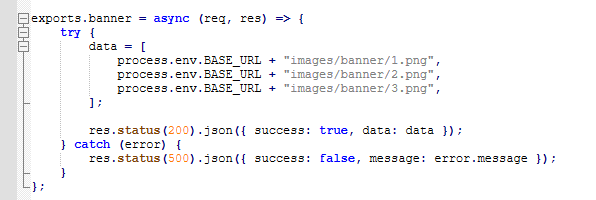 exports.banner = async (req, res) => {
    try {
        data = [
            process.env.BASE_URL + "images/banner/1.png",
            process.env.BASE_URL + "images/banner/2.png",
            process.env.BASE_URL + "images/banner/3.png",
        ];

        res.status(200).json({ success: true, data: data });
    } catch (error) {
        res.status(500).json({ success: false, message: error.message });
    }
};